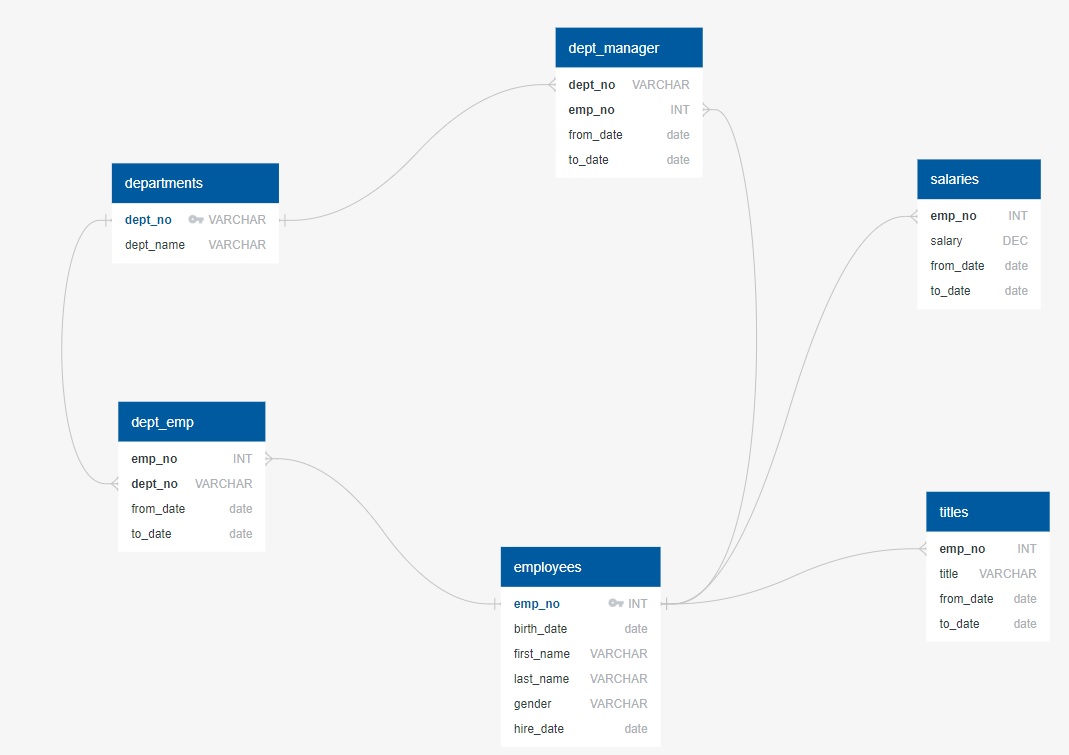 dept_manager
dept_no VARCHAR
emp_no INT
from_date date
to_date date
departments
dept_no VARCHAR
dept_name VARCHAR
salaries
emp_no INT
salary DEC
from_date date
to_date date
dept_emp
emp_no INT
dept_no VARCHAR
from_date date
to_date date
employees
emp_no INT
birth_date date
first_name VARCHAR
last_name VARCHAR
gender VARCHAR
hire_date date
titles
emp_no INT
title VARCHAR
from_date date
to_date date